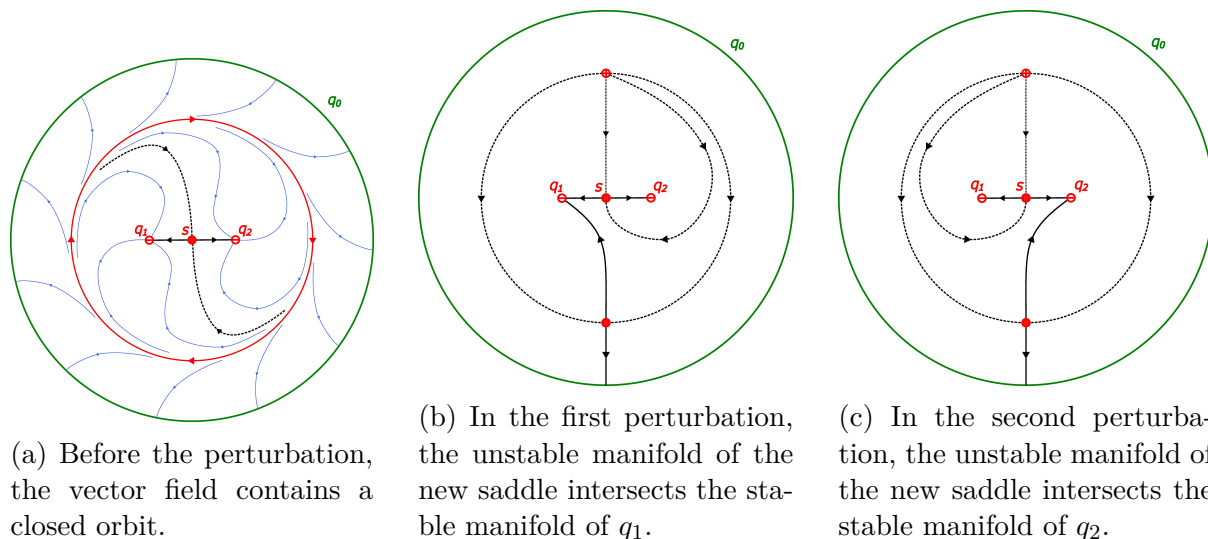 q₀
q₁ s q₂
(a) Before the perturbation,
the vector field contains a
closed orbit.
q₀
q₁ s q₂
(b) In the first perturbation,
the unstable manifold of the
new saddle intersects the sta-
ble manifold of q₁.
q₀
q₁ s q₂
(c) In the second perturba-
tion, the unstable manifold of
the new saddle intersects the
stable manifold of q₂.